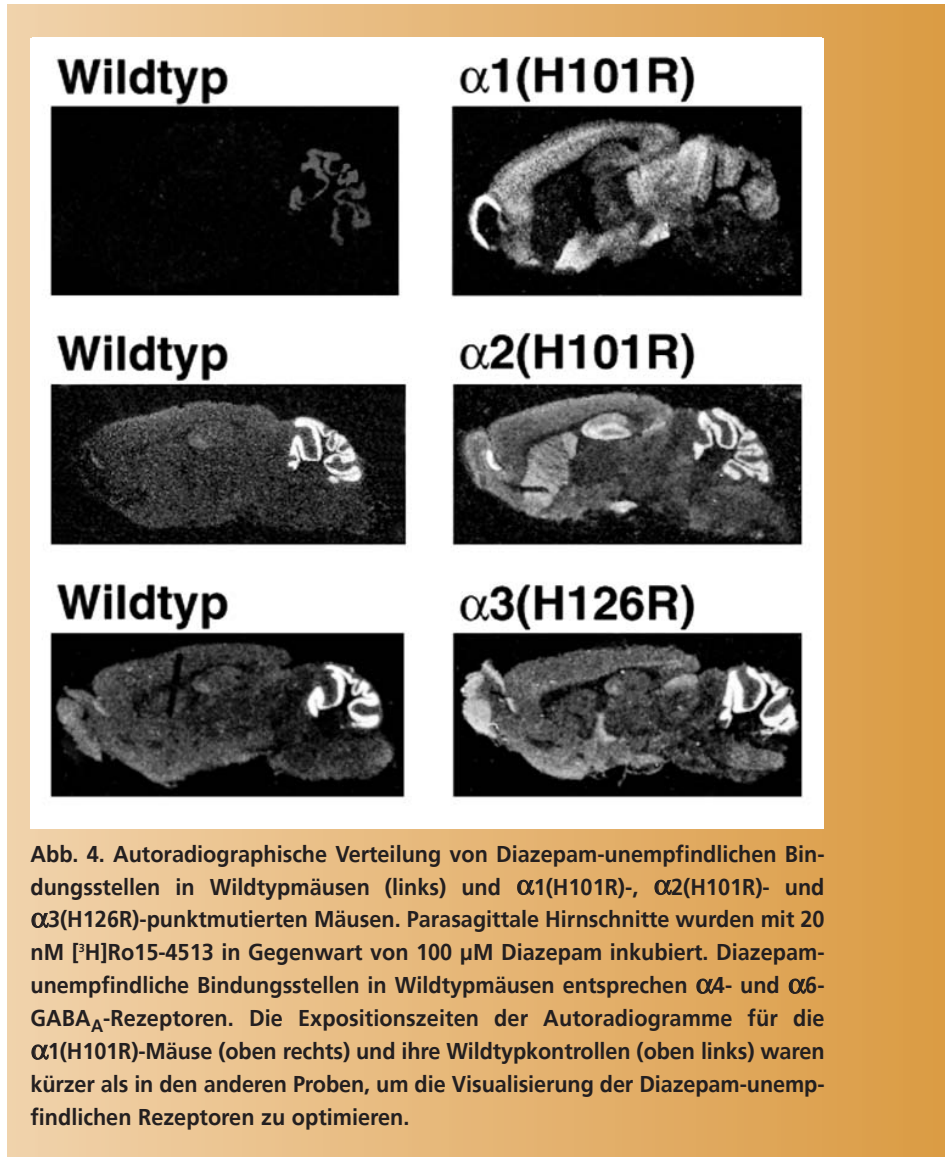 Wildtyp
α1(H101R)
Wildtyp
α2(H101R)
Wildtyp
α3(H126R)
Abb. 4. Autoradiographische Verteilung von Diazepam-unempfindlichen Bin-
dungsstellen in Wildtypmäusen (links) und α1(H101R)-, α2(H101R)- und
α3(H126R)-punktmutierten Mäusen. Parasagittale Hirnschnitte wurden mit 20
nM [³H]Ro15-4513 in Gegenwart von 100 µM Diazepam inkubiert. Diazepam-
unempfindliche Bindungsstellen in Wildtypmäusen entsprechen α4- und α6-
GABA_A-Rezeptoren. Die Expositionszeiten der Autoradiogramme für die
α1(H101R)-Mäuse (oben rechts) und ihre Wildtypkontrollen (oben links) waren
kürzer als in den anderen Proben, um die Visualisierung der Diazepam-unemp-
findlichen Rezeptoren zu optimieren.